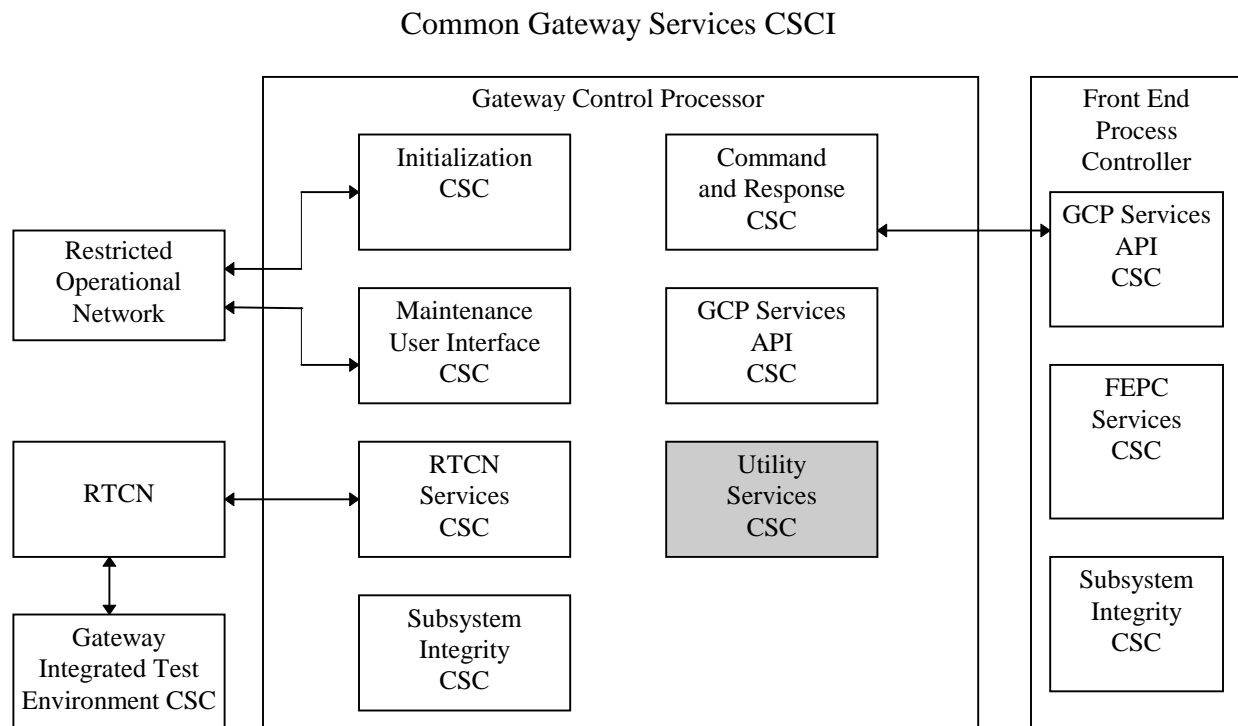 Common Gateway Services CSCI
Gateway Control Processor
Front End
Process
Controller
Initialization
CSC
Command
and Response
CSC
GCP Services
API
CSC
Restricted
Operational
Network
Maintenance
User Interface
CSC
GCP Services
API
CSC
FEPC
Services
CSC
RTCN
RTCN
Services
CSC
Utility
Services
CSC
Subsystem
Integrity
CSC
Gateway
Integrated Test
Environment CSC
Subsystem
Integrity
CSC